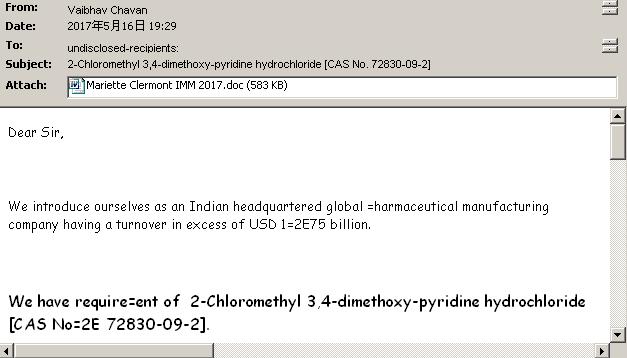 From: Vaibhav Chavan
Date: 2017年5月16日 19:29
To: undisclosed-recipients:
Subject: 2-Chloromethyl 3,4-dimethoxy-pyridine hydrochloride [CAS No. 72830-09-2]
Attach: Mariette Clermont IMM 2017.doc (583 KB)
Dear Sir,
We introduce ourselves as an Indian headquartered global =harmaceutical manufacturing
company having a turnover in excess of USD 1=2E75 billion.
We have require=ent of 2-Chloromethyl 3,4-dimethoxy-pyridine hydrochloride
[CAS No=2E 72830-09-2].